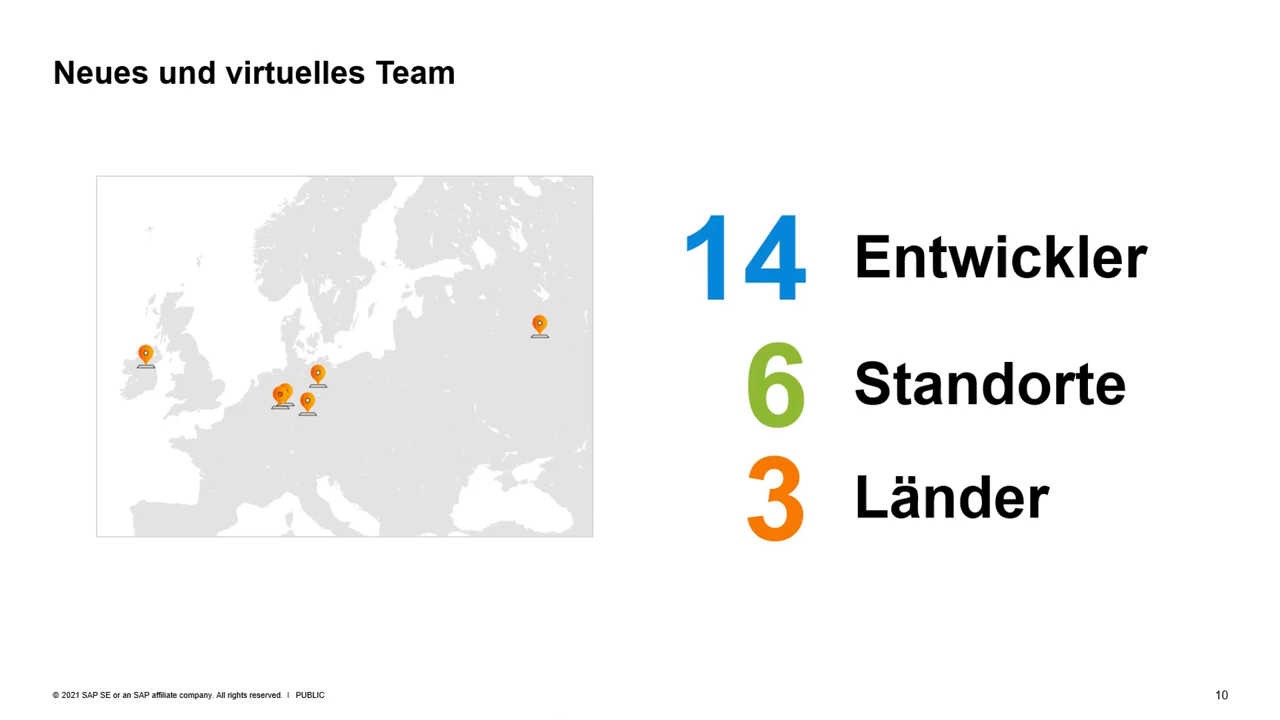 Neues und virtuelles Team
14 Entwickler
6 Standorte
3 Länder
© 2021 SAP SE or an SAP affiliate company. All rights reserved. I PUBLIC
10